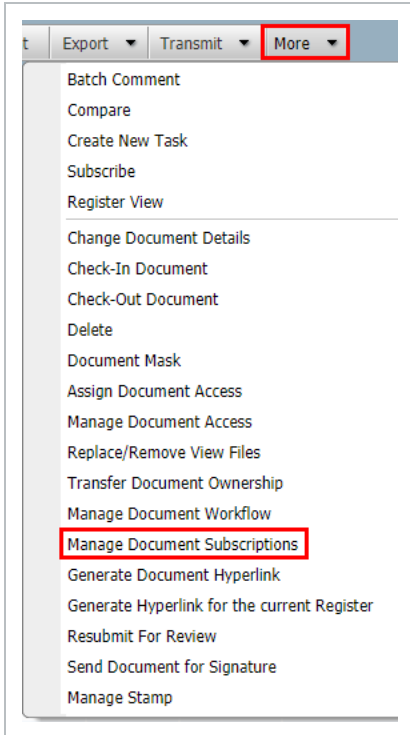 t Export Transmit More
Batch Comment
Compare
Create New Task
Subscribe
Register View
Change Document Details
Check-In Document
Check-Out Document
Delete
Document Mask
Assign Document Access
Manage Document Access
Replace/Remove View Files
Transfer Document Ownership
Manage Document Workflow
Manage Document Subscriptions
Generate Document Hyperlink
Generate Hyperlink for the current Register
Resubmit For Review
Send Document for Signature
Manage Stamp